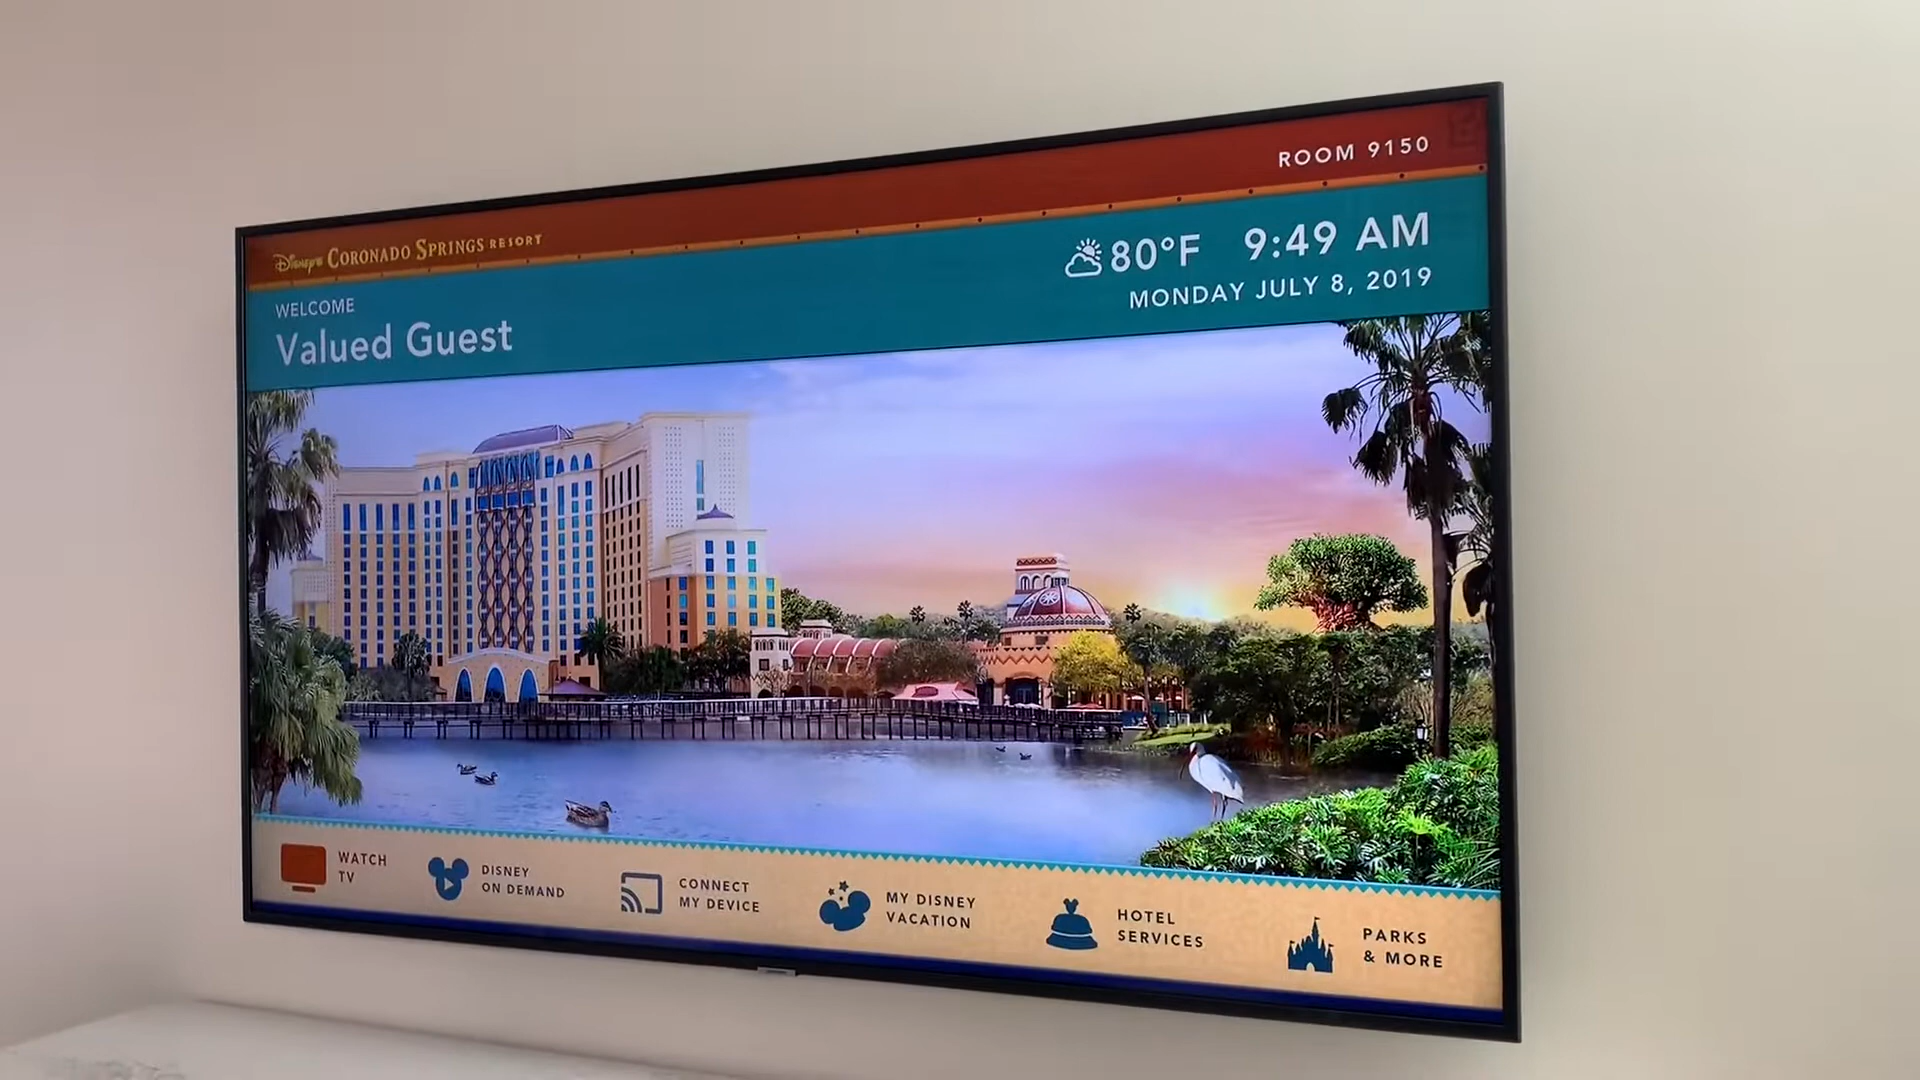 ROOM 9150
Disney's CORONADO SPRINGS RESORT
80°F 9:49 AM
MONDAY JULY 8, 2019
WELCOME
Valued Guest
WATCH
TV
DISNEY
ON DEMAND
CONNECT
MY DEVICE
MY DISNEY
VACATION
HOTEL
SERVICES
PARKS
& MORE